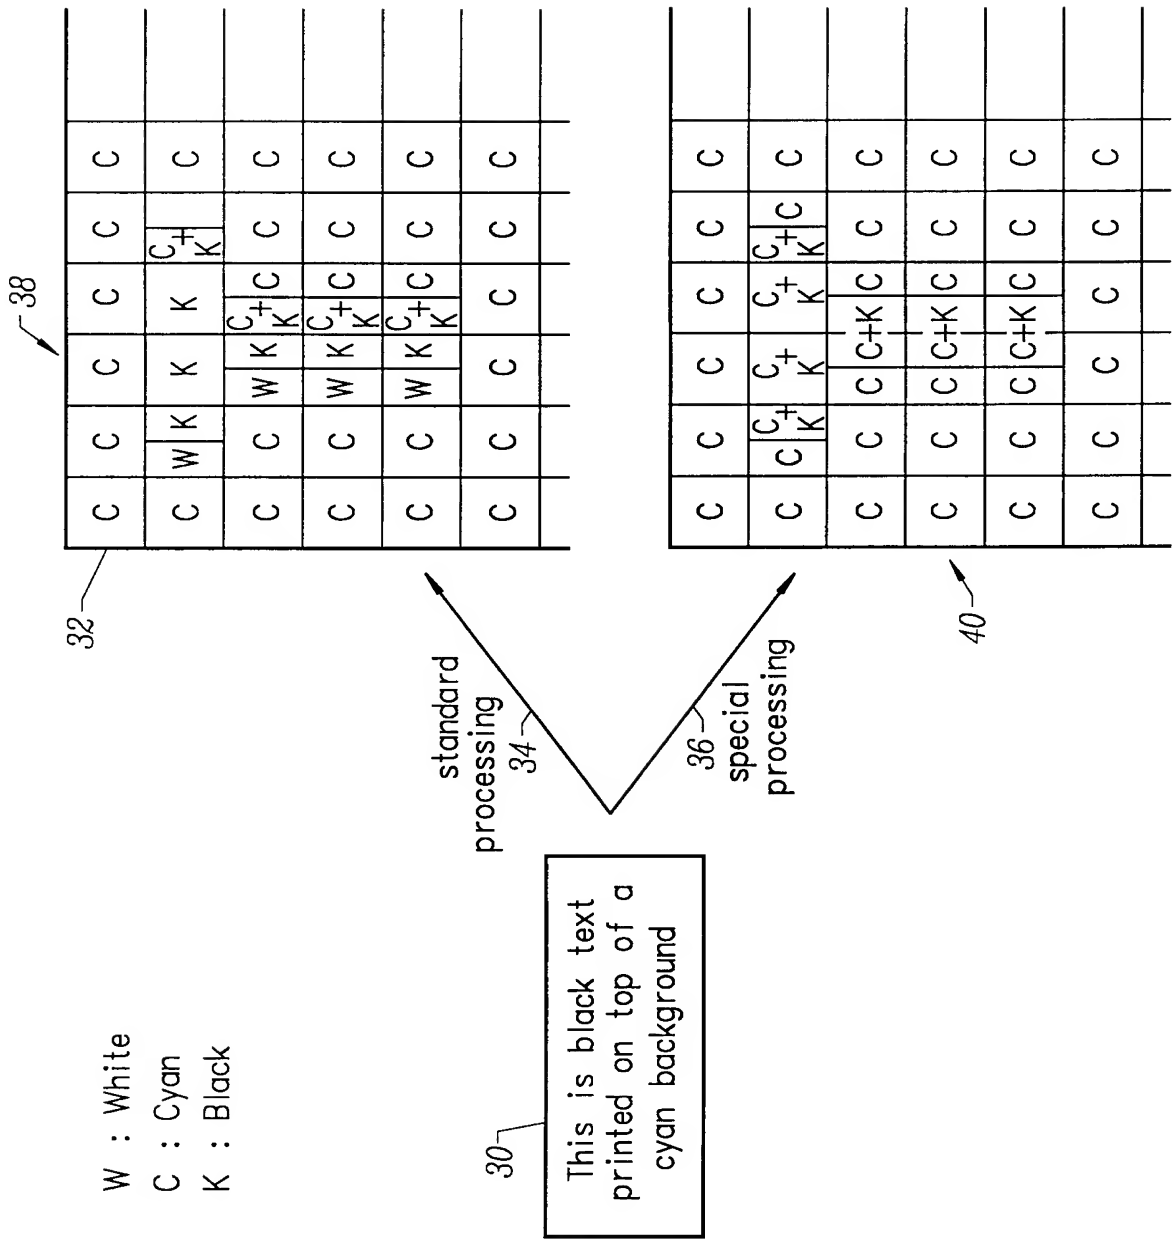 38
W : White
C : Cyan
K : Black
32
C C C C C C
C W K K K C+K C
C C W K C+K C C C
C C W K C+K C C C
C C W K C+K C C C
C C C C C C
standard
processing
34
30
This is black text
printed on top of a
cyan background
36
special
processing
C C C C C C
C C C+K C+K C+K C+K C C
C C C C+K C C C
C C C C+K C C C
C C C C+K C C C
C C C C C C
40